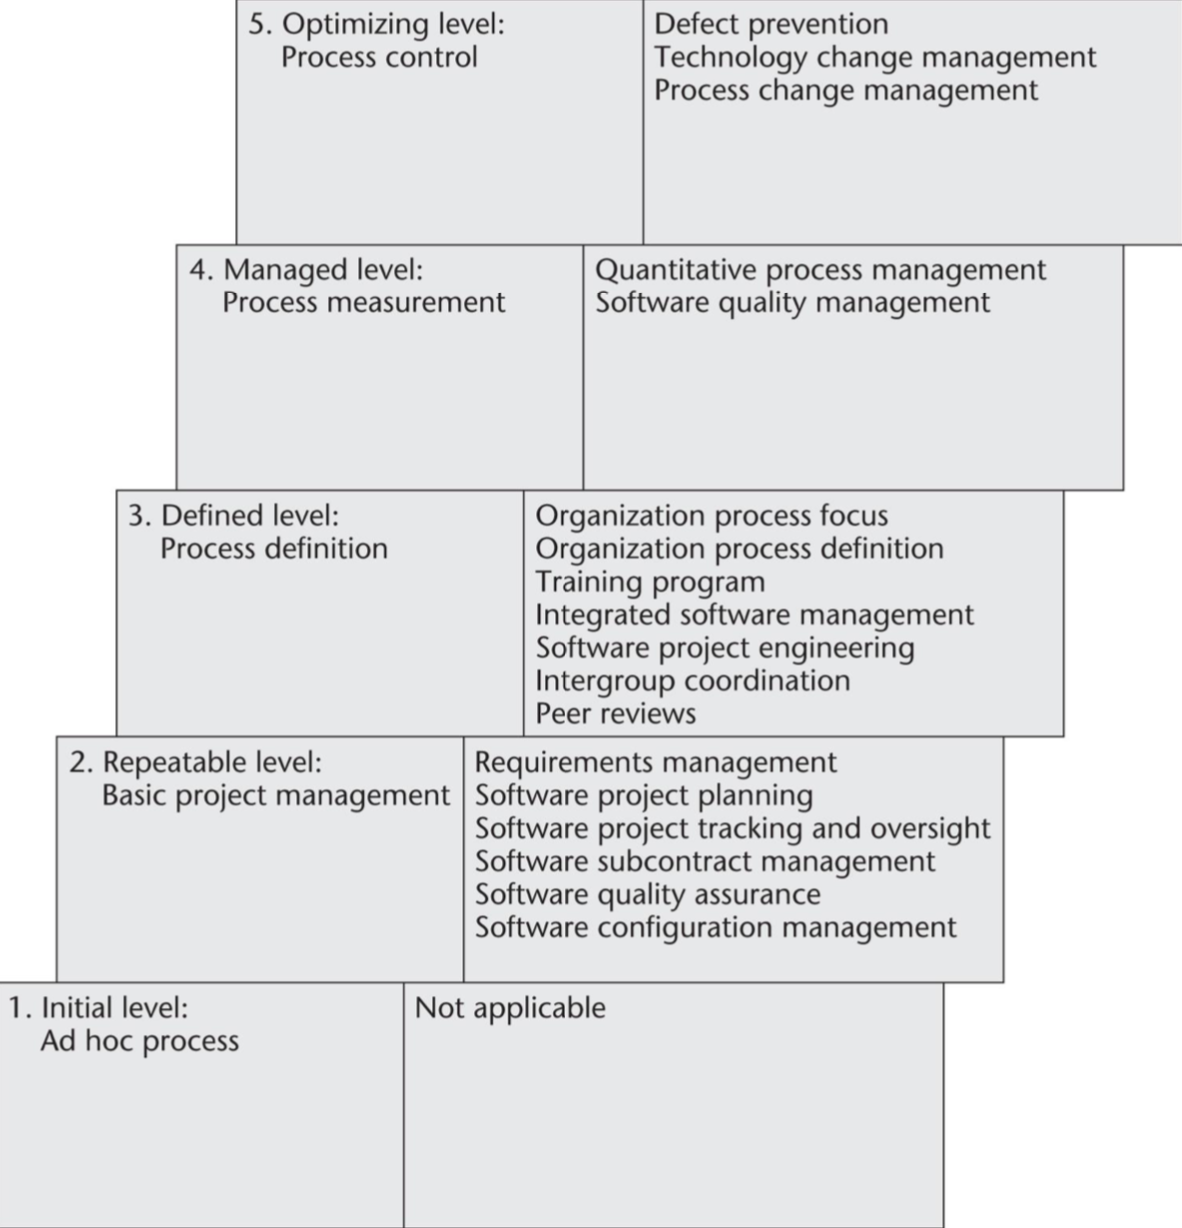 5. Optimizing level:
Process control
Defect prevention
Technology change management
Process change management
4. Managed level:
Process measurement
Quantitative process management
Software quality management
3. Defined level:
Process definition
Organization process focus
Organization process definition
Training program
Integrated software management
Software project engineering
Intergroup coordination
Peer reviews
2. Repeatable level:
Basic project management
Requirements management
Software project planning
Software project tracking and oversight
Software subcontract management
Software quality assurance
Software configuration management
1. Initial level:
Ad hoc process
Not applicable